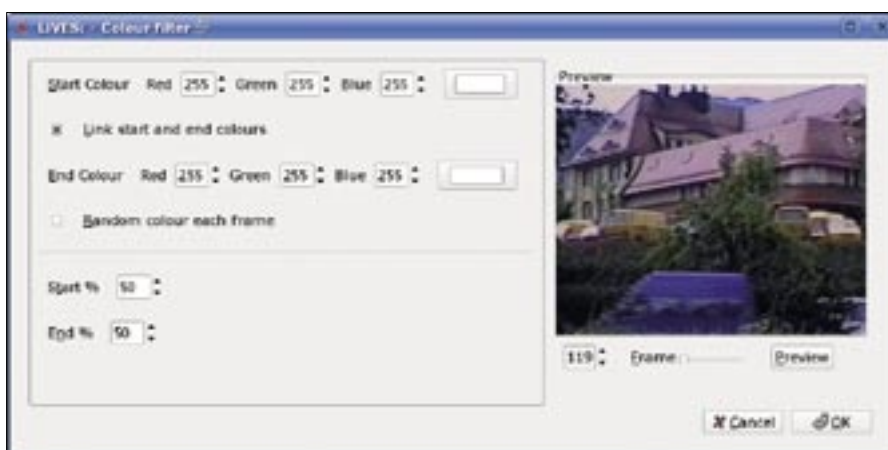 LiVES: - Colour filter
Start Colour Red 255 Green 255 Blue 255
Link start and end colours
End Colour Red 255 Green 255 Blue 255
Random colour each frame
Start % 50
End % 50
Preview
119 Frame Preview
Cancel OK